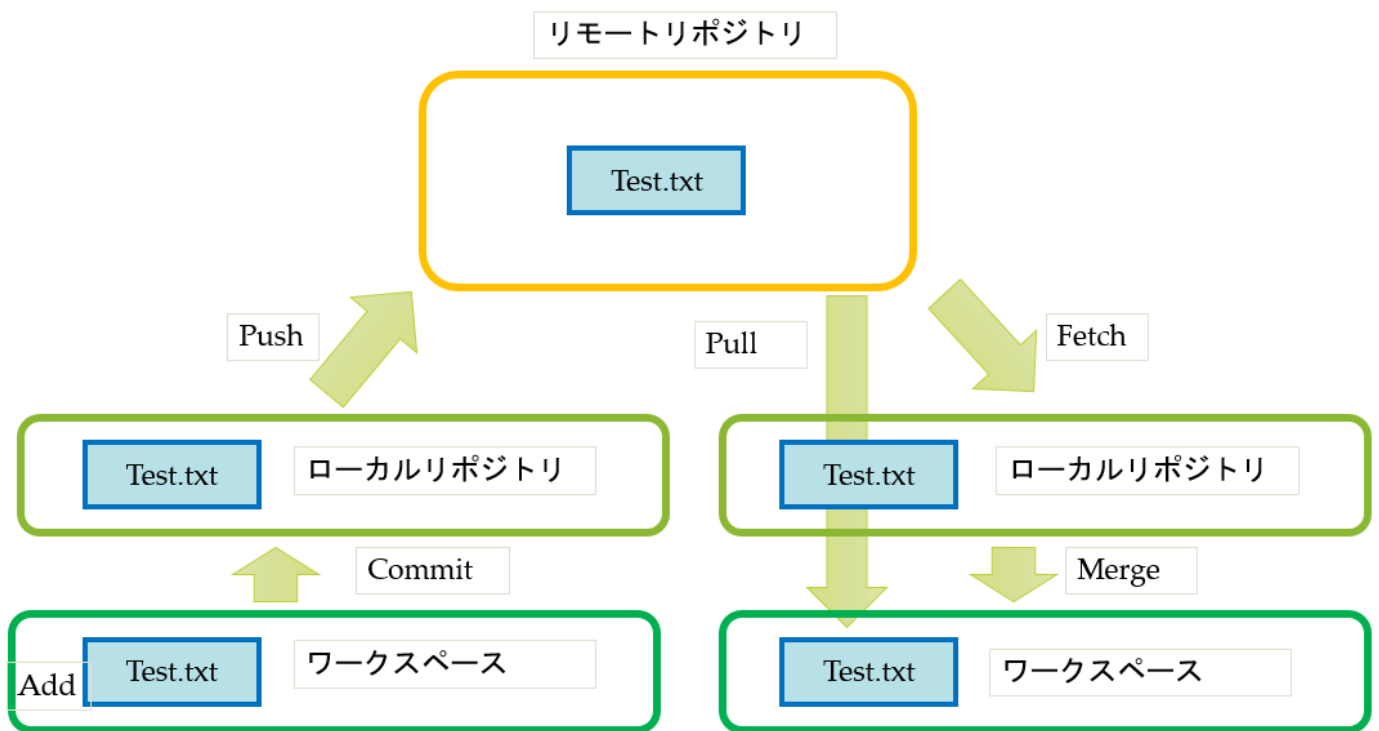 リモートリポジトリ
Test.txt
Push
Pull
Fetch
Test.txt
ローカルリポジトリ
Test.txt
ローカルリポジトリ
Commit
Merge
Add
Test.txt
ワークスペース
Test.txt
ワークスペース